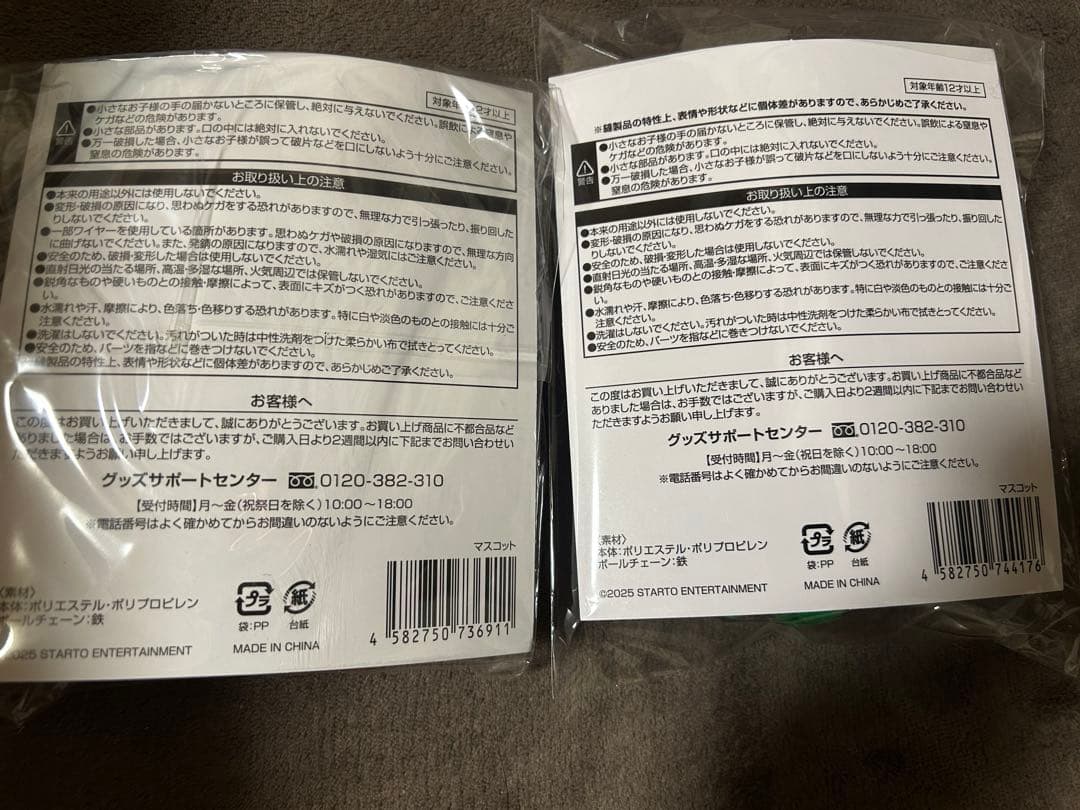 対象年齢12才以上
警告
●小さなお子様の手の届かないところに保管し、絶対に与えないでください。誤飲による窒息や
ケガなどの危険があります。
●小さな部品があります。口の中には絶対に入れないでください。
●万一破損した場合、小さなお子様が誤って破片などを口にしないよう十分にご注意ください。
窒息の危険があります。
お取り扱い上の注意
●本来の用途以外には使用しないでください。
●変形・破損の原因になり、思わぬケガをする恐れがありますので、無理な力で引っ張ったり、振り回した
りしないでください。
●一部ワイヤーを使用している箇所があります。思わぬケガや破損の原因になりますので、無理な方向
に曲げないでください。また、発錆の原因になりますので、水濡れや湿気にはご注意ください。
●安全のため、破損・変形した場合は使用しないでください。
●直射日光の当たる場所、高温・多湿な場所、火気周辺では保管しないでください。
●鋭角なものや硬いものとの接触・摩擦によって、表面にキズがつく恐れがありますので、ご注意くださ
い。
●水濡れや汗、摩擦により、色落ち・色移りする恐れがあります。特に白や淡色のものとの接触には十分ご
注意ください。
●洗濯はしないでください。汚れがついた時は中性洗剤をつけた柔らかい布で拭きとってください。
●安全のため、パーツを指などに巻きつけないでください。
製品の特性上、表情や形状などに個体差がありますので、あらかじめご了承ください。
お客様へ
この度はお買い上げいただきまして、誠にありがとうございます。お買い上げ商品に不都合品など
ありました場合は、お手数ではございますが、ご購入日より2週間以内に下記までお問い合わせい
ただきますようお願い申し上げます。
グッズサポートセンター 0120-382-310
【受付時間】月～金(祝祭日を除く)10:00～18:00
※電話番号はよく確かめてからお間違いのないようにご注意ください。
マスコット
〈素材〉
本体:ポリエステル・ポリプロピレン
ボールチェーン:鉄
プラ
袋:PP
紙
台紙
4 582750 736911
025 STARTO ENTERTAINMENT
MADE IN CHINA
対象年齢12才以上
※縫製品の特性上、表情や形状などに個体差がありますので、あらかじめご了承ください。
警告
●小さなお子様の手の届かないところに保管し、絶対に与えないでください。誤飲による窒息や
ケガなどの危険があります。
●小さな部品があります。口の中には絶対に入れないでください。
●万一破損した場合、小さなお子様が誤って破片などを口にしないよう十分にご注意ください。
窒息の危険があります。
お取り扱い上の注意
●本来の用途以外には使用しないでください。
●変形・破損の原因になり、思わぬケガをする恐れがありますので、無理な力で引っ張ったり、振り回した
りしないでください。
●安全のため、破損・変形した場合は使用しないでください。
●直射日光の当たる場所、高温・多湿な場所、火気周辺では保管しないでください。
●鋭角なものや硬いものとの接触・摩擦によって、表面にキズがつく恐れがありますので、ご注意くださ
い。
●水濡れや汗、摩擦により、色落ち・色移りする恐れがあります。特に白や淡色のものとの接触には十分ご
注意ください。
●洗濯はしないでください。汚れがついた時は中性洗剤をつけた柔らかい布で拭きとってください。
●安全のため、パーツを指などに巻きつけないでください。
お客様へ
この度はお買い上げいただきまして、誠にありがとうございます。お買い上げ商品に不都合品など
ありました場合は、お手数ではございますが、ご購入日より2週間以内に下記までお問い合わせい
ただきますようお願い申し上げます。
グッズサポートセンター 0120-382-310
【受付時間】月～金(祝日を除く)10:00～18:00
※電話番号はよく確かめてからお間違いのないようにご注意ください。
マスコット
〈素材〉
本体:ポリエステル・ポリプロピレン
ボールチェーン:鉄
プラ
袋:PP
紙
台紙
4 582750 744176
©2025 STARTO ENTERTAINMENT
MADE IN CHINA